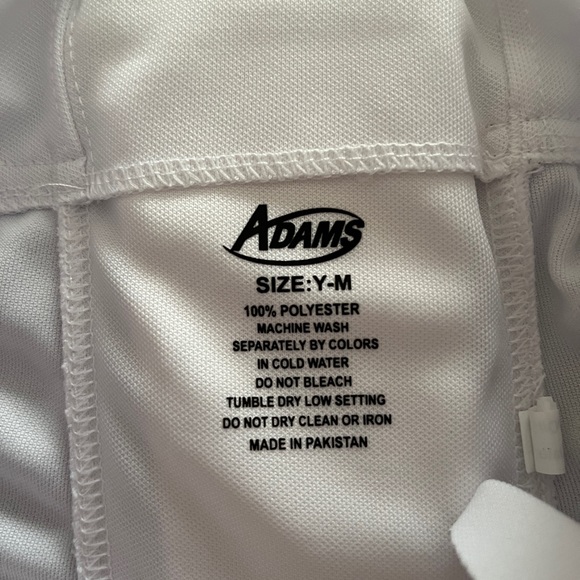 ADAMS
SIZE:Y-M
100% POLYESTER
MACHINE WASH
SEPARATELY BY COLORS
IN COLD WATER
DO NOT BLEACH
TUMBLE DRY LOW SETTING
DO NOT DRY CLEAN OR IRON
MADE IN PAKISTAN